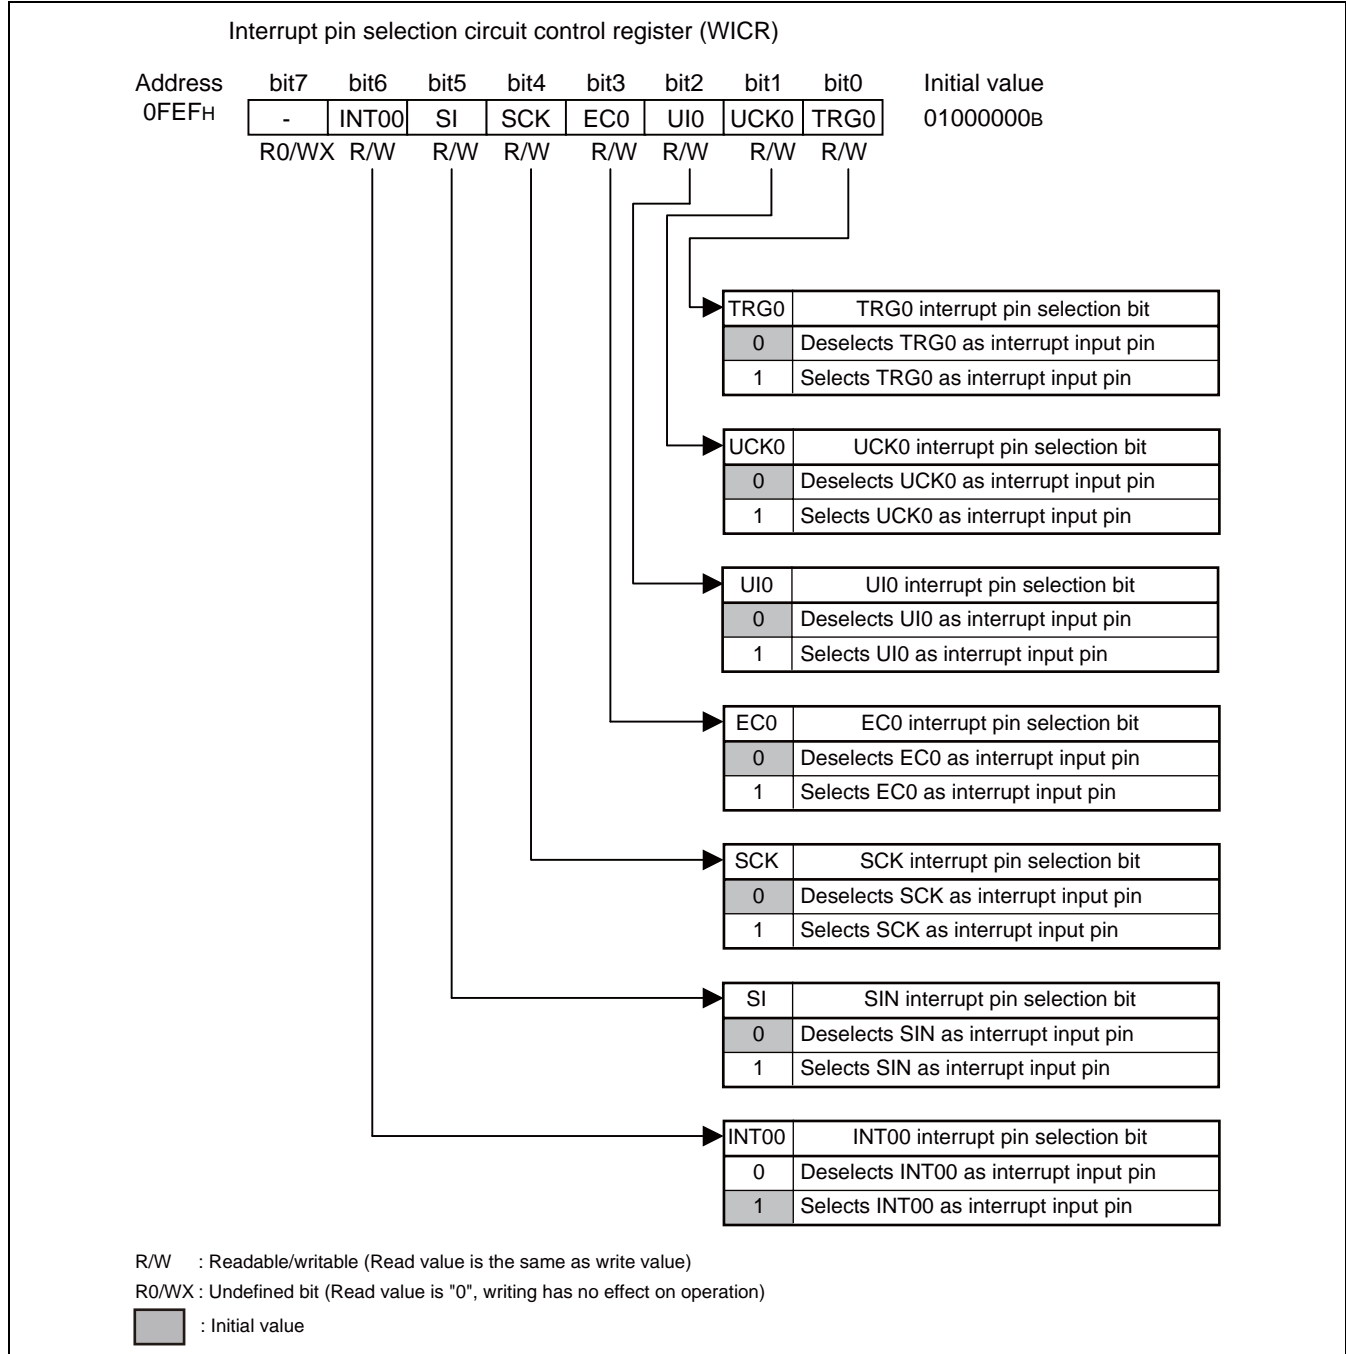 Interrupt pin selection circuit control register (WICR)
Address bit7 bit6 bit5 bit4 bit3 bit2 bit1 bit0 Initial value
0FEFH - INT00 SI SCK EC0 UI0 UCK0 TRG0 01000000B
R0/WX R/W R/W R/W R/W R/W R/W R/W
TRG0 TRG0 interrupt pin selection bit
0 Deselects TRG0 as interrupt input pin
1 Selects TRG0 as interrupt input pin
UCK0 UCK0 interrupt pin selection bit
0 Deselects UCK0 as interrupt input pin
1 Selects UCK0 as interrupt input pin
UI0 UI0 interrupt pin selection bit
0 Deselects UI0 as interrupt input pin
1 Selects UI0 as interrupt input pin
EC0 EC0 interrupt pin selection bit
0 Deselects EC0 as interrupt input pin
1 Selects EC0 as interrupt input pin
SCK SCK interrupt pin selection bit
0 Deselects SCK as interrupt input pin
1 Selects SCK as interrupt input pin
SI SIN interrupt pin selection bit
0 Deselects SIN as interrupt input pin
1 Selects SIN as interrupt input pin
INT00 INT00 interrupt pin selection bit
0 Deselects INT00 as interrupt input pin
1 Selects INT00 as interrupt input pin
R/W : Readable/writable (Read value is the same as write value)
R0/WX : Undefined bit (Read value is "0", writing has no effect on operation)
: Initial value